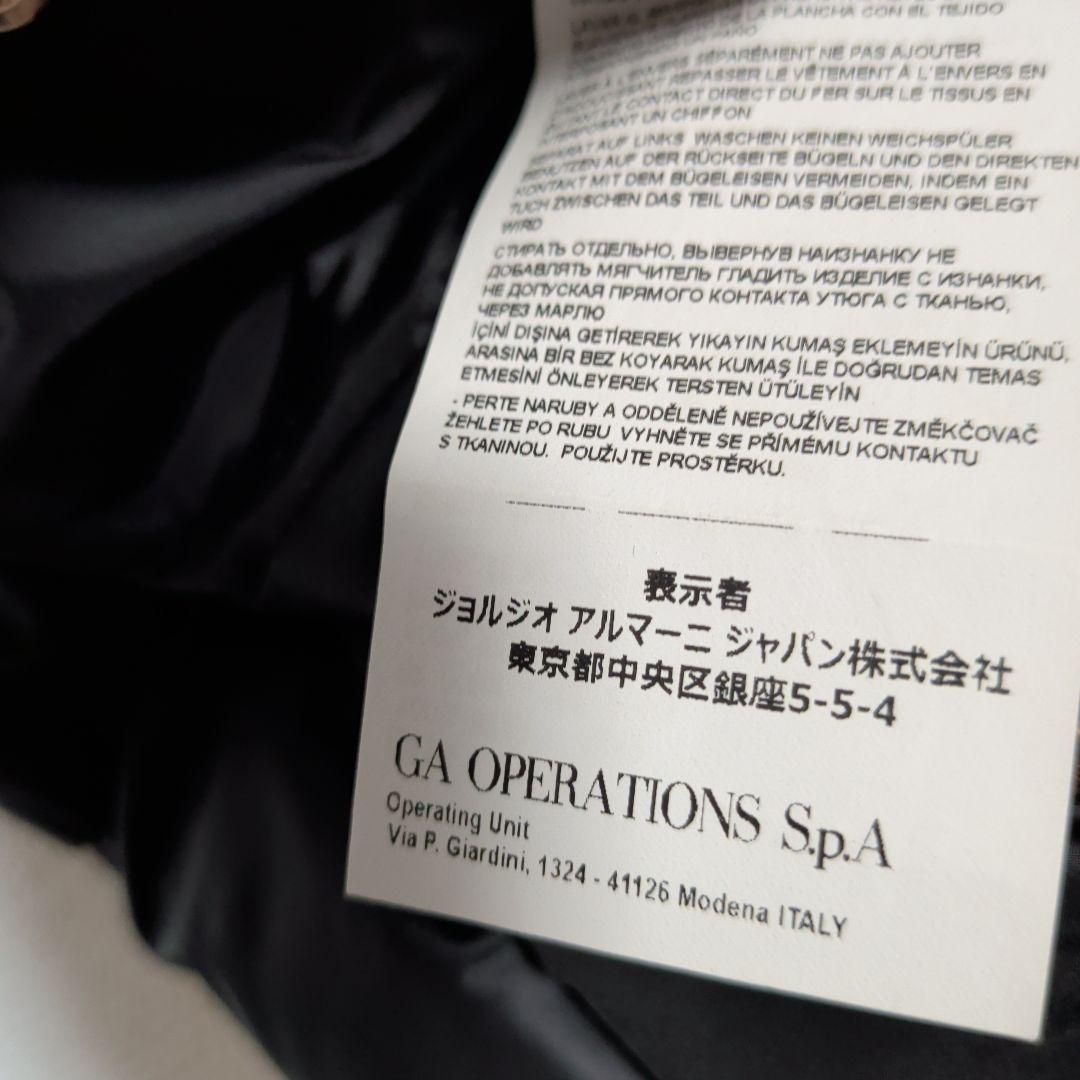 DE LA PLANCHA CON EL TEJIDO
LAVER À L'ENVERS SÉPARÉMENT NE PAS AJOUTER
REPASSER LE VÊTEMENT À L'ENVERS EN
ÉVITANT LE CONTACT DIRECT DU FER SUR LE TISSUS EN
INTERPOSANT UN CHIFFON
SEPARAT AUF LINKS WASCHEN KEINEN WEICHSPÜLER
BENUTZEN AUF DER RÜCKSEITE BÜGELN UND DEN DIREKTEN
KONTAKT MIT DEM BÜGELEISEN VERMEIDEN, INDEM EIN
TUCH ZWISCHEN DAS TEIL UND DAS BÜGELEISEN GELEGT
WIRD
СТИРАТЬ ОТДЕЛЬНО, ВЫВЕРНУВ НАИЗНАНКУ НЕ
ДОБАВЛЯТЬ МЯГЧИТЕЛЬ ГЛАДИТЬ ИЗДЕЛИЕ С ИЗНАНКИ,
НЕ ДОПУСКАЯ ПРЯМОГО КОНТАКТА УТЮГА С ТКАНЬЮ,
ЧЕРЕЗ МАРЛЮ
İÇİNİ DIŞINA GETİREREK YIKAYIN KUMAŞ EKLEMEYİN ÜRÜNÜ,
ARASINA BİR BEZ KOYARAK KUMAŞ İLE DOĞRUDAN TEMAS
ETMESİNİ ÖNLEYEREK TERSTEN ÜTÜLEYİN
- PERTE NARUBY A ODDĚLENĚ NEPOUŽÍVEJTE ZMĚKČOVAČ
ŽEHLETE PO RUBU VYHNĚTE SE PŘÍMÉMU KONTAKTU
S TKANINOU. POUŽIJTE PROSTĚRKU.
表示者
ジョルジオ アルマーニ ジャパン株式会社
東京都中央区銀座5-5-4
GA OPERATIONS S.p.A
Operating Unit
Via P. Giardini, 1324 - 41126 Modena ITALY